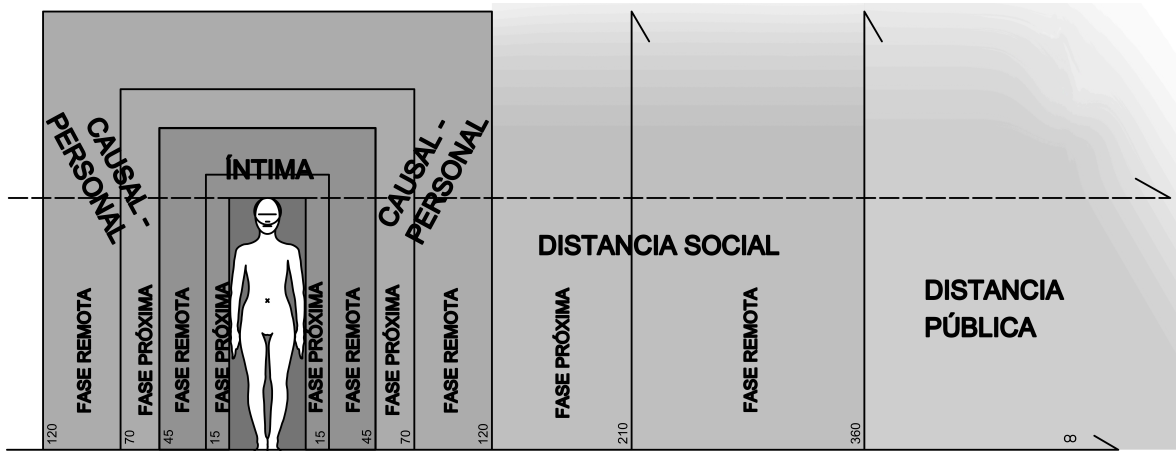 CAUSAL -
PERSONAL
ÍNTIMA
CAUSAL -
PERSONAL
DISTANCIA SOCIAL
DISTANCIA
PÚBLICA
FASE REMOTA
FASE PRÓXIMA
FASE REMOTA
FASE PRÓXIMA
FASE PRÓXIMA
FASE REMOTA
FASE PRÓXIMA
FASE REMOTA
FASE PRÓXIMA
FASE REMOTA
120
70
45
15
15
45
70
120
210
360
∞